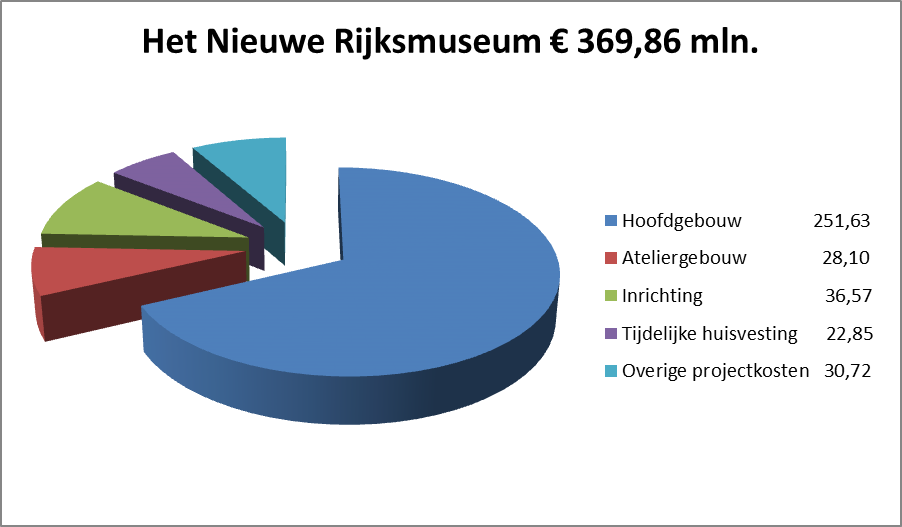 Het Nieuwe Rijksmuseum € 369,86 mln.
Hoofdgebouw 251,63
Ateliergebouw 28,10
Inrichting 36,57
Tijdelijke huisvesting 22,85
Overige projectkosten 30,72